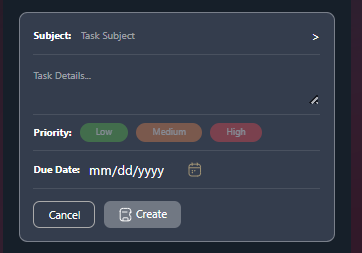 Subject: Task Subject >
Task Details...
Priority: Low Medium High
Due Date: mm/dd/yyyy
Cancel Create